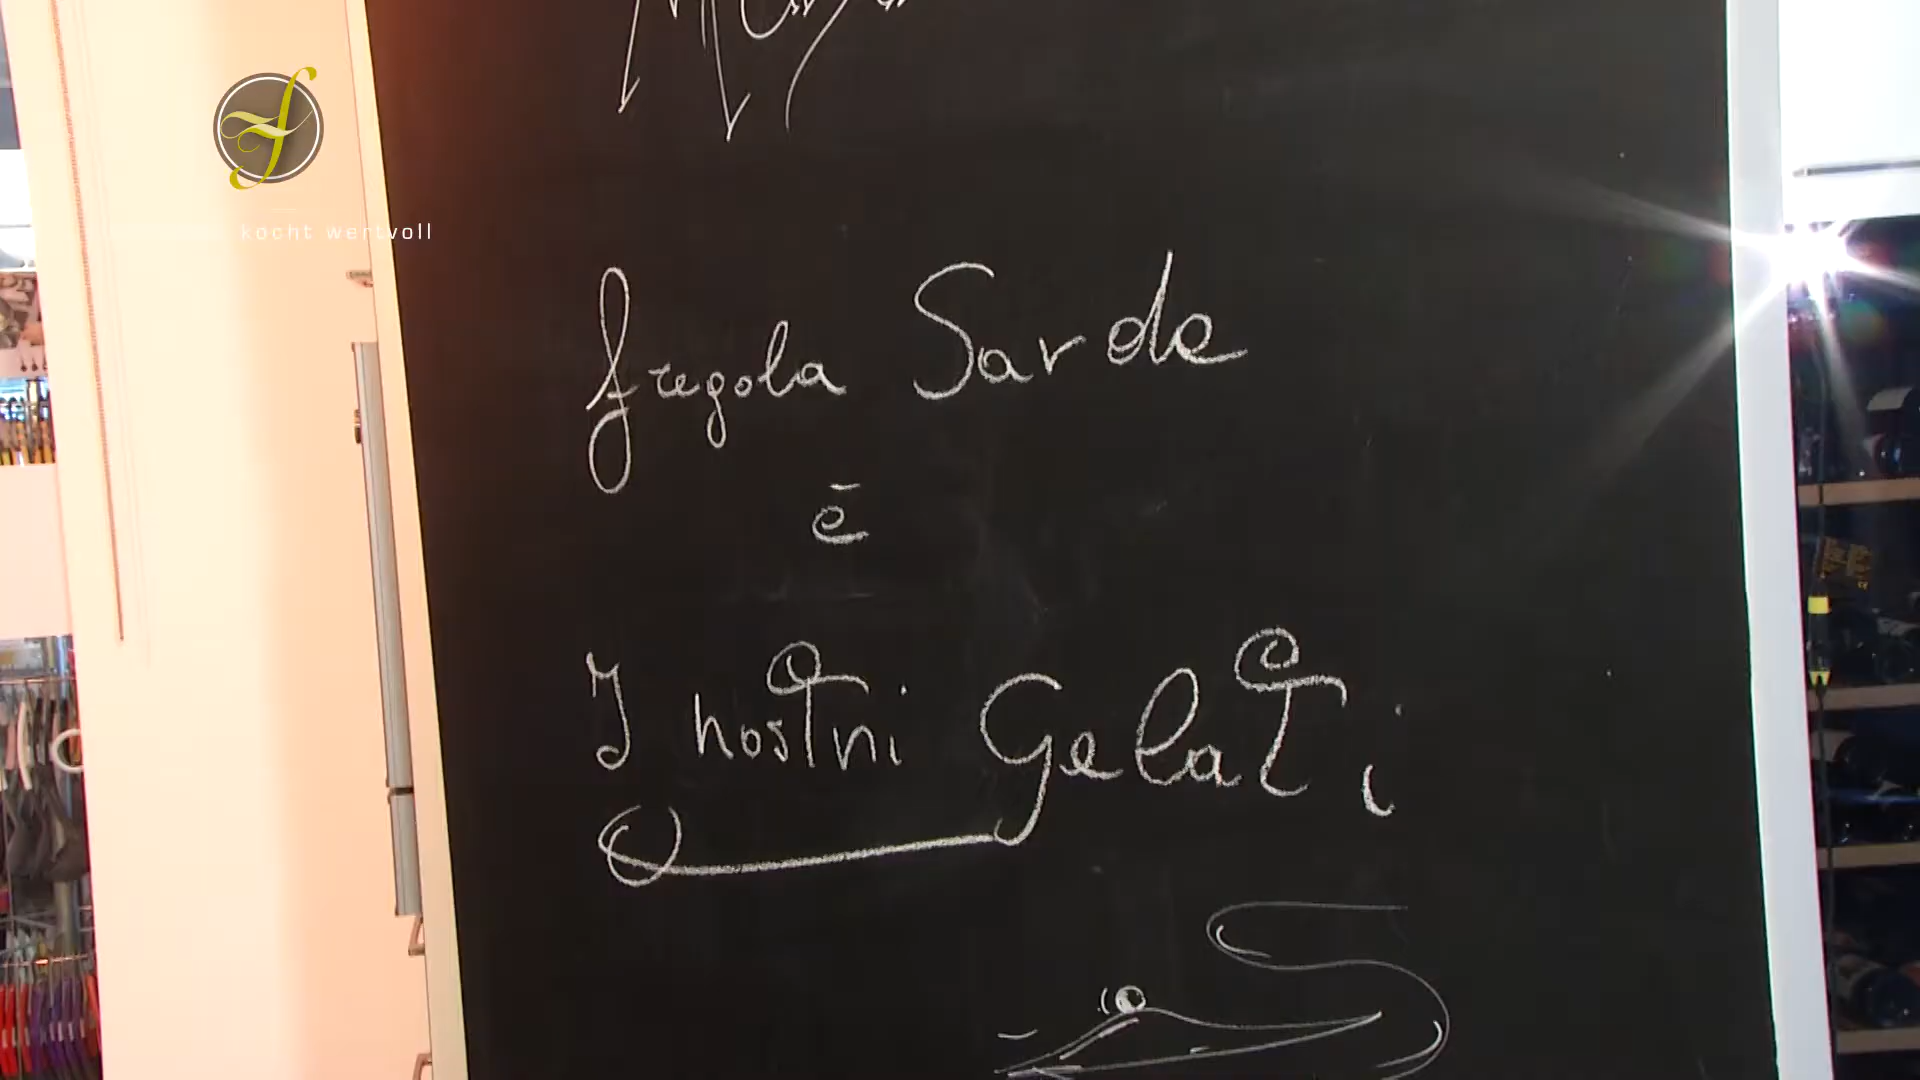 kocht wertvoll
fregola Sarda
ē
I nostri Gelati